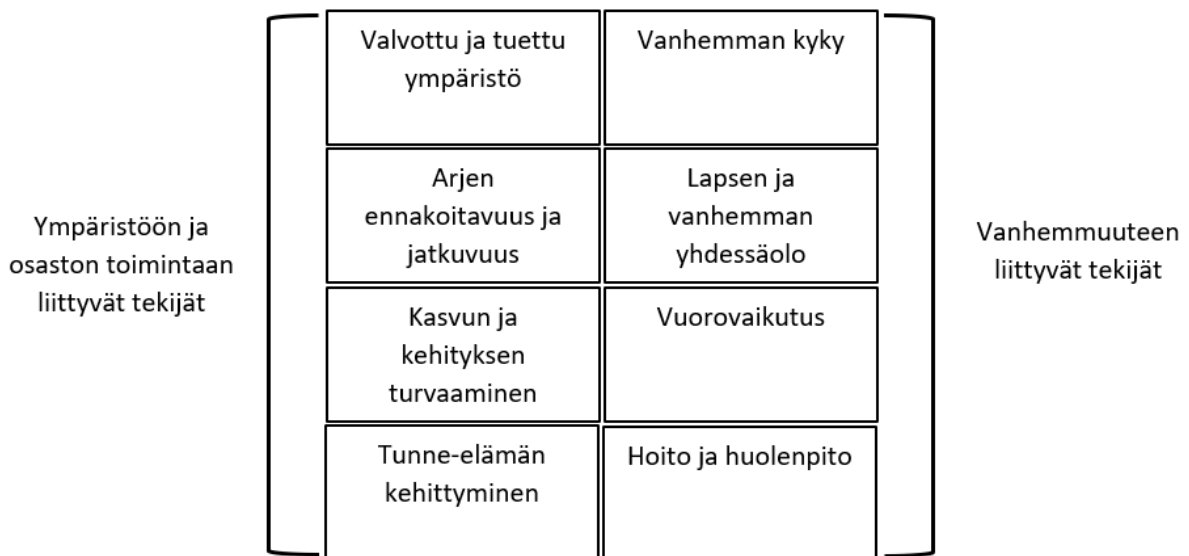 Ympäristöön ja
osaston toimintaan
liittyvät tekijät
Valvottu ja tuettu
ympäristö
Vanhemman kyky
Arjen
ennakoitavuus ja
jatkuvuus
Lapsen ja
vanhemman
yhdessäolo
Kasvun ja
kehityksen
turvaaminen
Vuorovaikutus
Tunne-elämän
kehittyminen
Hoito ja huolenpito
Vanhemmuuteen
liittyvät tekijät